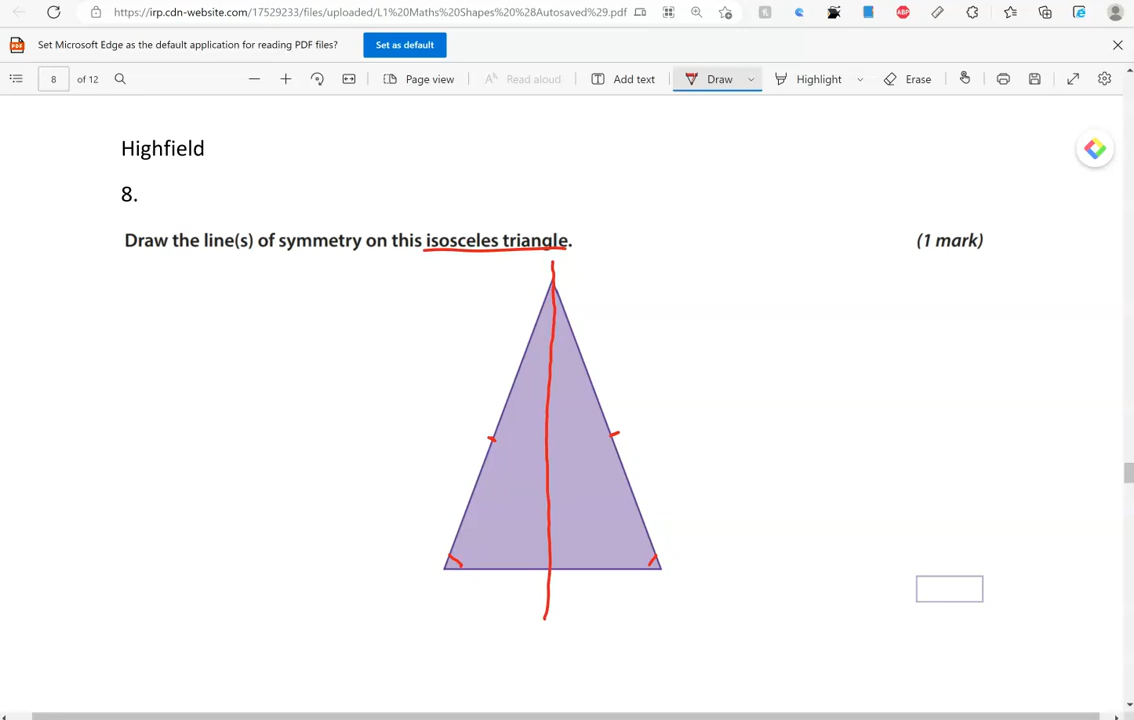 https://irp.cdn-website.com/17529233/files/uploaded/L1%20Maths%20Shapes%20%28Autosaved%29.pdf
ABP
PDF
Set Microsoft Edge as the default application for reading PDF files?
Set as default
8 of 12
Page view
Read aloud
Add text
Draw
Highlight
Erase
Highfield
8.
Draw the line(s) of symmetry on this isosceles triangle. (1 mark)